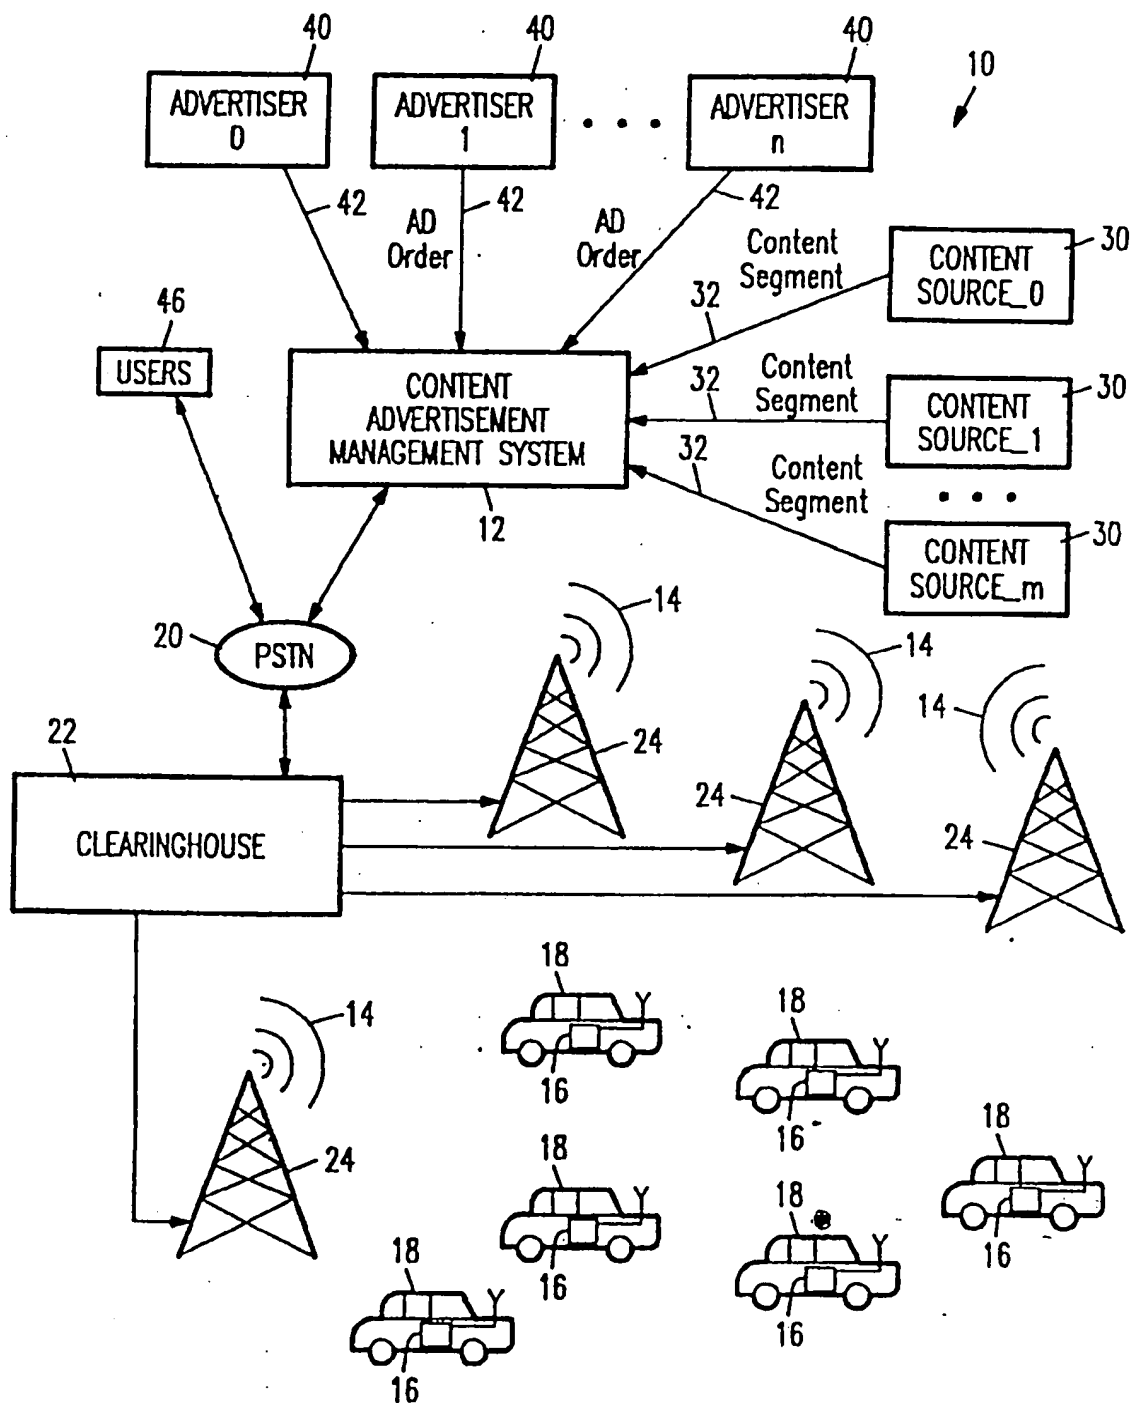 40
40
40
10
ADVERTISER
0
ADVERTISER
1
• • •
ADVERTISER
n
42
42
42
AD
Order
AD
Order
Content
Segment
32
30
CONTENT
SOURCE_0
46
USERS
CONTENT
ADVERTISEMENT
MANAGEMENT SYSTEM
12
Content
Segment
32
30
CONTENT
SOURCE_1
32
Content
Segment
• • •
30
CONTENT
SOURCE_m
20
PSTN
14
14
14
22
CLEARINGHOUSE
24
24
24
14
24
18
16
18
16
18
16
18
16
18
16
18
16